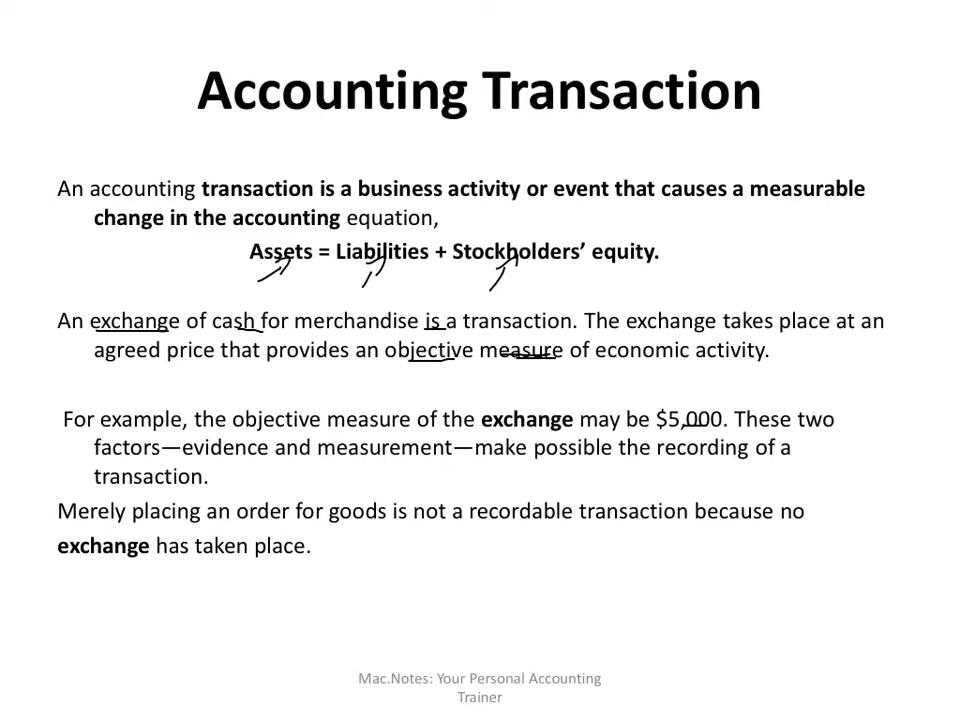 Accounting Transaction
An accounting transaction is a business activity or event that causes a measurable
change in the accounting equation,
Assets = Liabilities + Stockholders’ equity.
An exchange of cash for merchandise is a transaction. The exchange takes place at an
agreed price that provides an objective measure of economic activity.
For example, the objective measure of the exchange may be $5,000. These two
factors—evidence and measurement—make possible the recording of a
transaction.
Merely placing an order for goods is not a recordable transaction because no
exchange has taken place.
Mac.Notes: Your Personal Accounting
Trainer